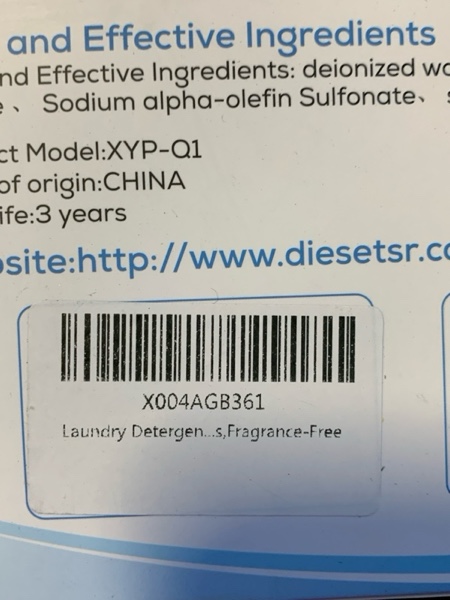 and Effective Ingredients
nd Effective Ingredients: deionized wa
e、 Sodium alpha-olefin Sulfonate、 s
ct Model:XYP-Q1
of origin:CHINA
ife:3 years
osite:http://www.diesetsr.co
X004AGB361
Laundry Detergen...s,Fragrance-Free